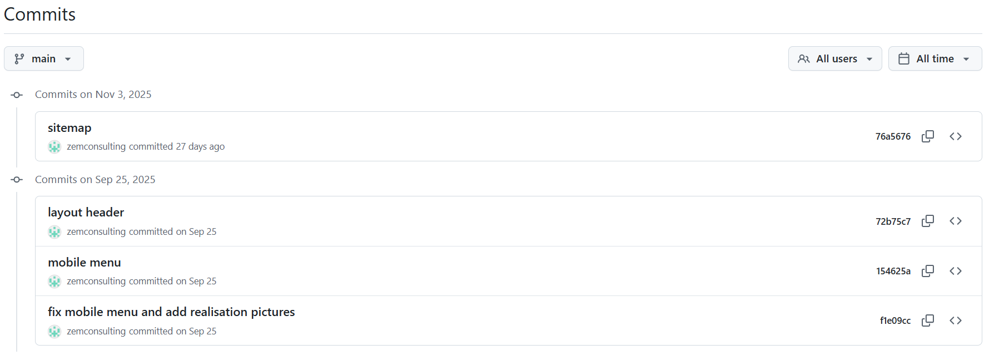 Commits
main
All users
All time
Commits on Nov 3, 2025
sitemap
zemconsulting committed 27 days ago
76a5676
Commits on Sep 25, 2025
layout header
zemconsulting committed on Sep 25
72b75c7
mobile menu
zemconsulting committed on Sep 25
154625a
fix mobile menu and add realisation pictures
zemconsulting committed on Sep 25
f1e09cc